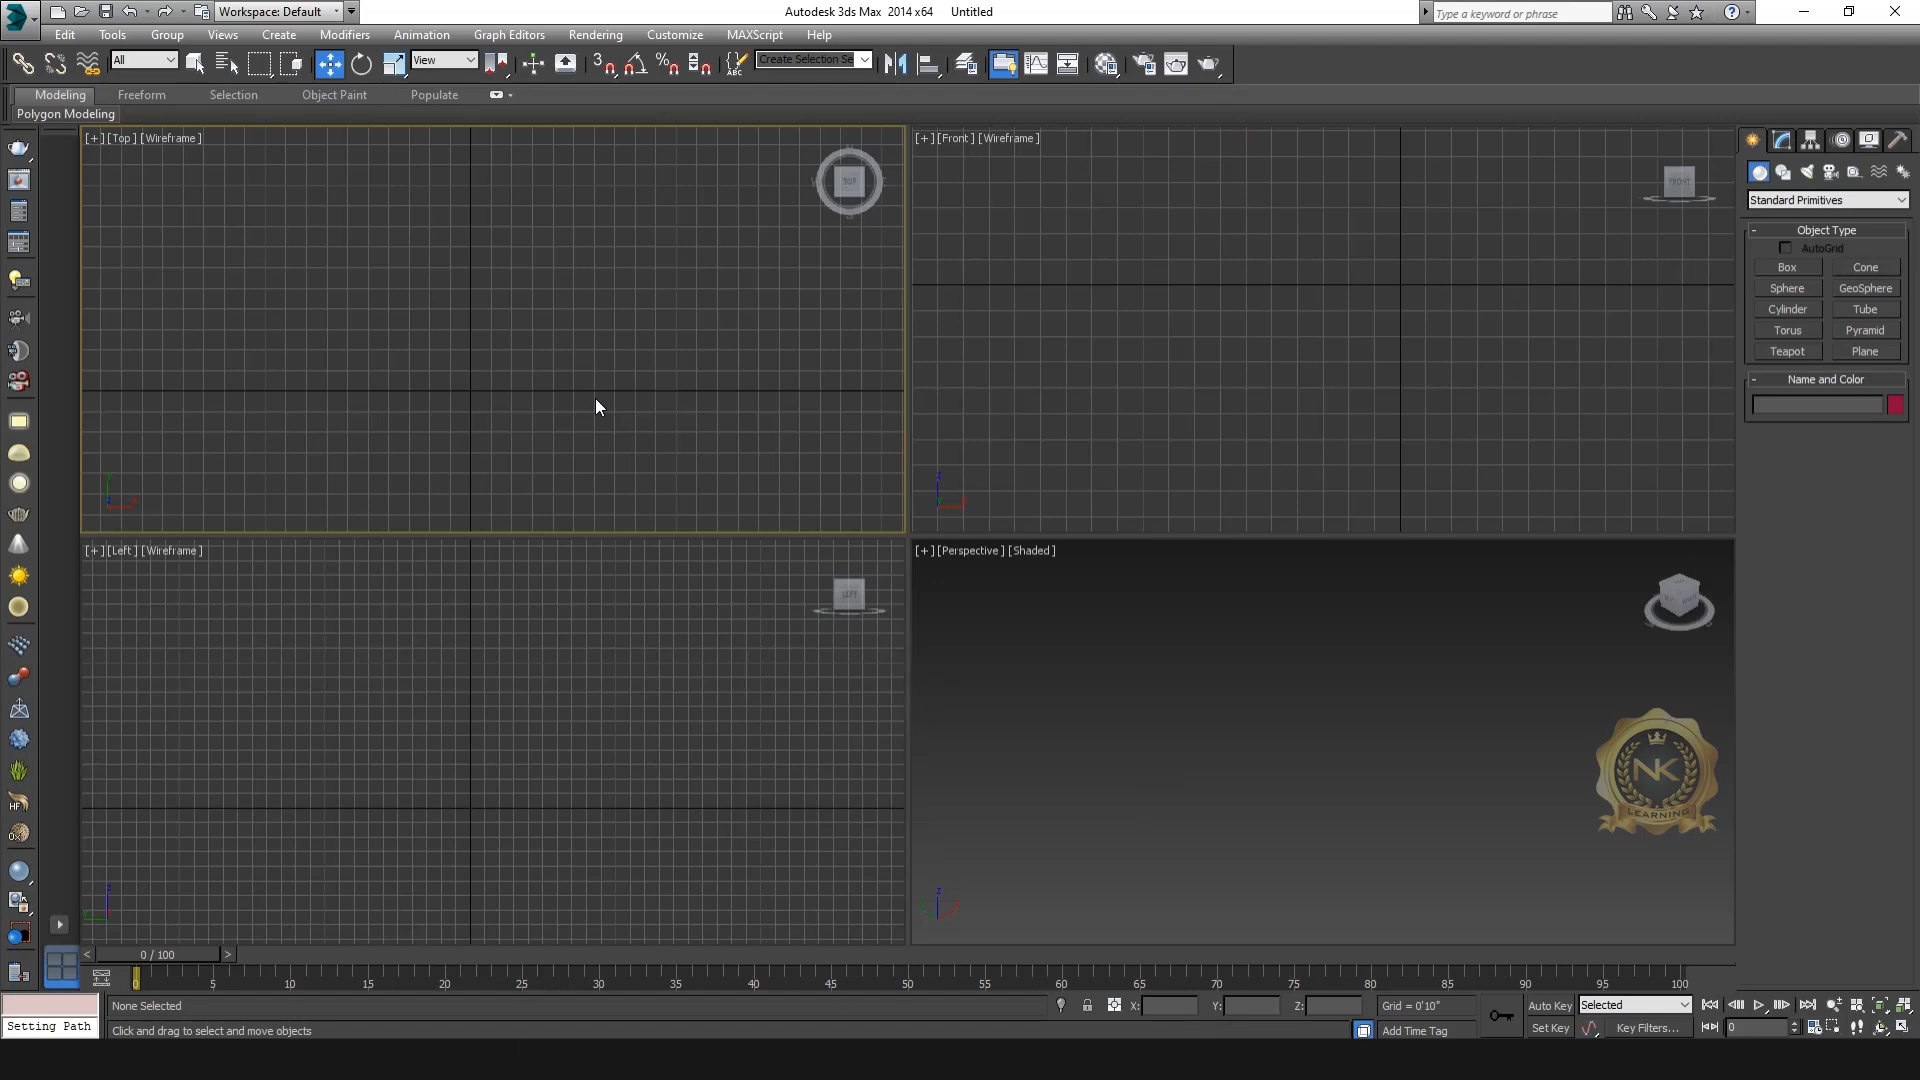 Workspace: Default
Autodesk 3ds Max 2014 x64 Untitled
Type a keyword or phrase
Edit Tools Group Views Create Modifiers Animation Graph Editors Rendering Customize MAXScript Help
All
View
Create Selection Se
Modeling Freeform Selection Object Paint Populate
Polygon Modeling
[+][Top][Wireframe]
TOP
[+][Front][Wireframe]
FRONT
Standard Primitives
Object Type
AutoGrid
Box Cone
Sphere GeoSphere
Cylinder Tube
Torus Pyramid
Teapot Plane
Name and Color
[+][Left][Wireframe]
LEFT
[+][Perspective][Shaded]
NK
LEARNING
< 0 / 100 >
0 5 10 15 20 25 30 35 40 45 50 55 60 65 70 75 80 85 90 95 100
None Selected
X: Y: Z:
Grid = 0'10"
Auto Key
Selected
Setting Path
Click and drag to select and move objects
Add Time Tag
Set Key
Key Filters...
0